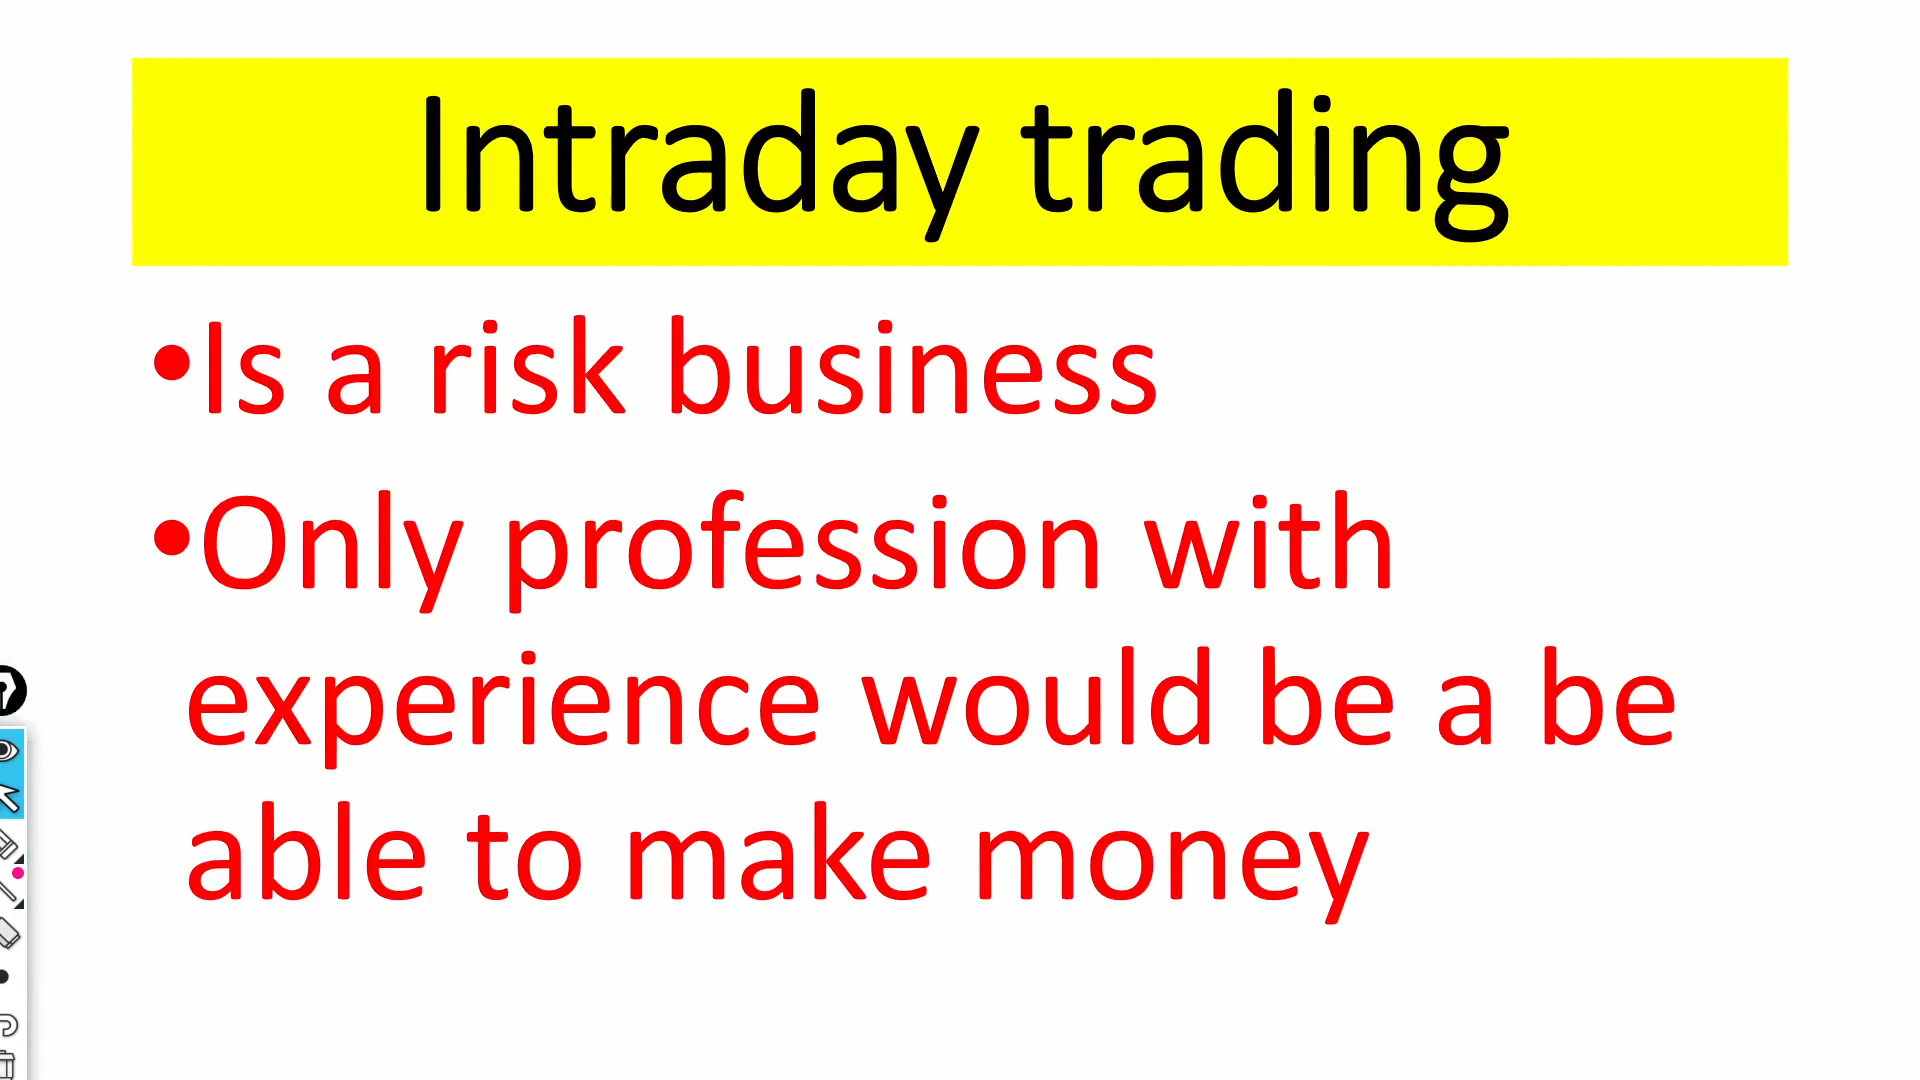 Intraday trading
•Is a risk business
•Only profession with
experience would be a be
able to make money